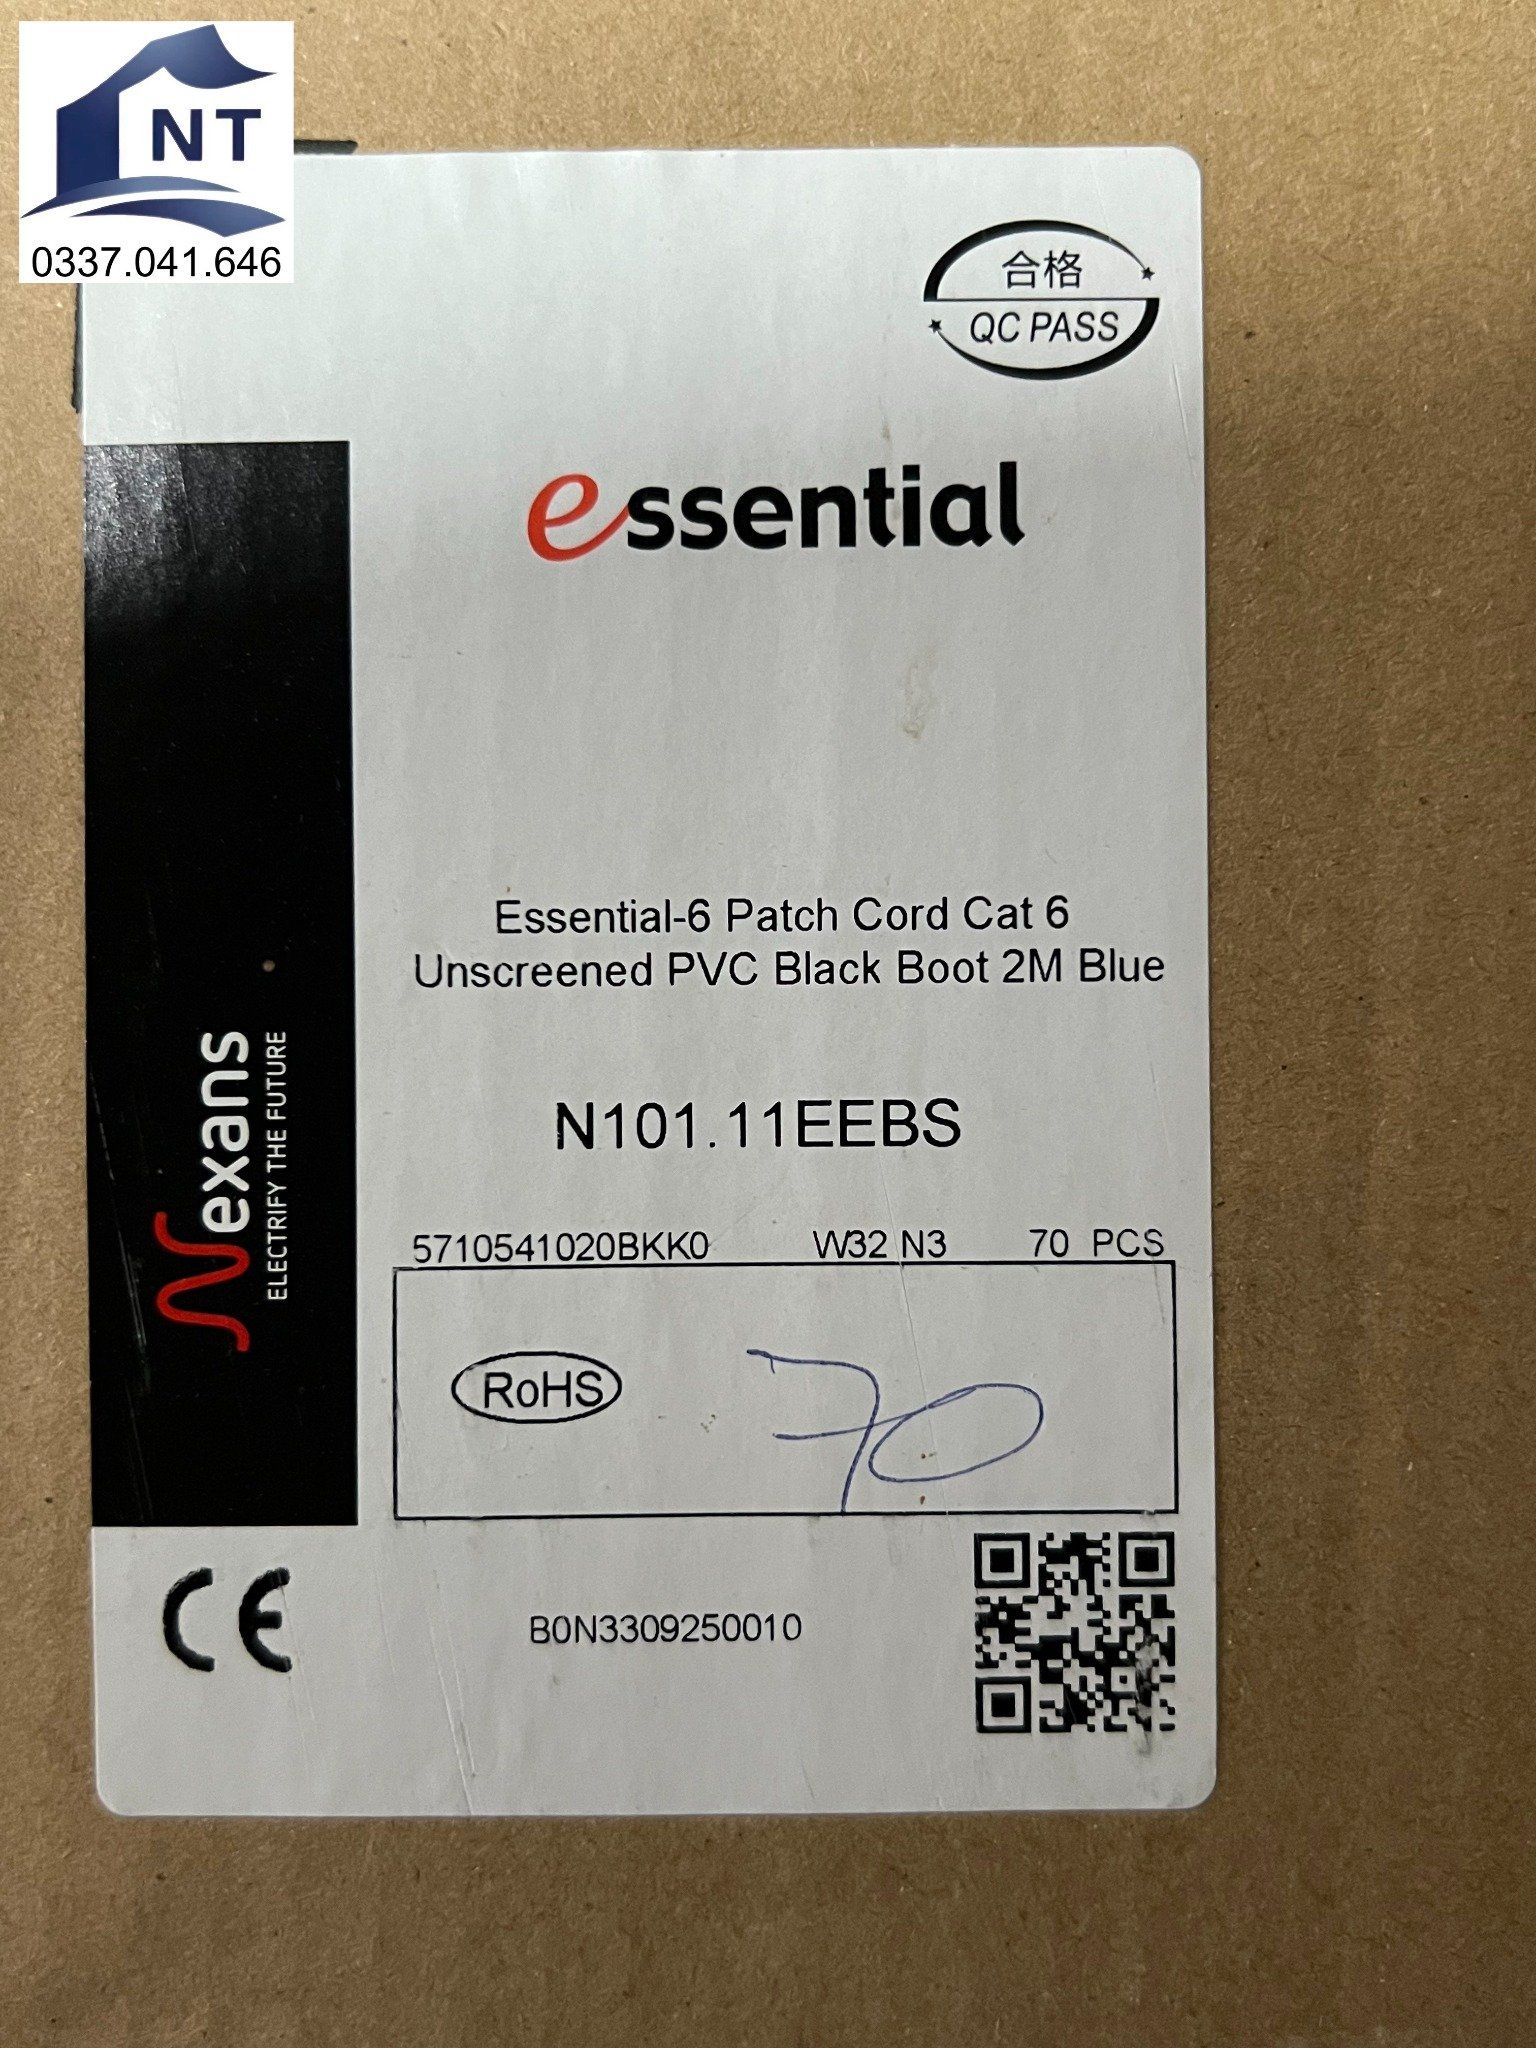 NT
0337.041.646
合格
QC PASS
essential
Essential-6 Patch Cord Cat 6
Unscreened PVC Black Boot 2M Blue
N101.11EEBS
Nexans
ELECTRIFY THE FUTURE
5710541020BKK0 W32 N3 70 PCS
RoHS
70
CE
B0N3309250010